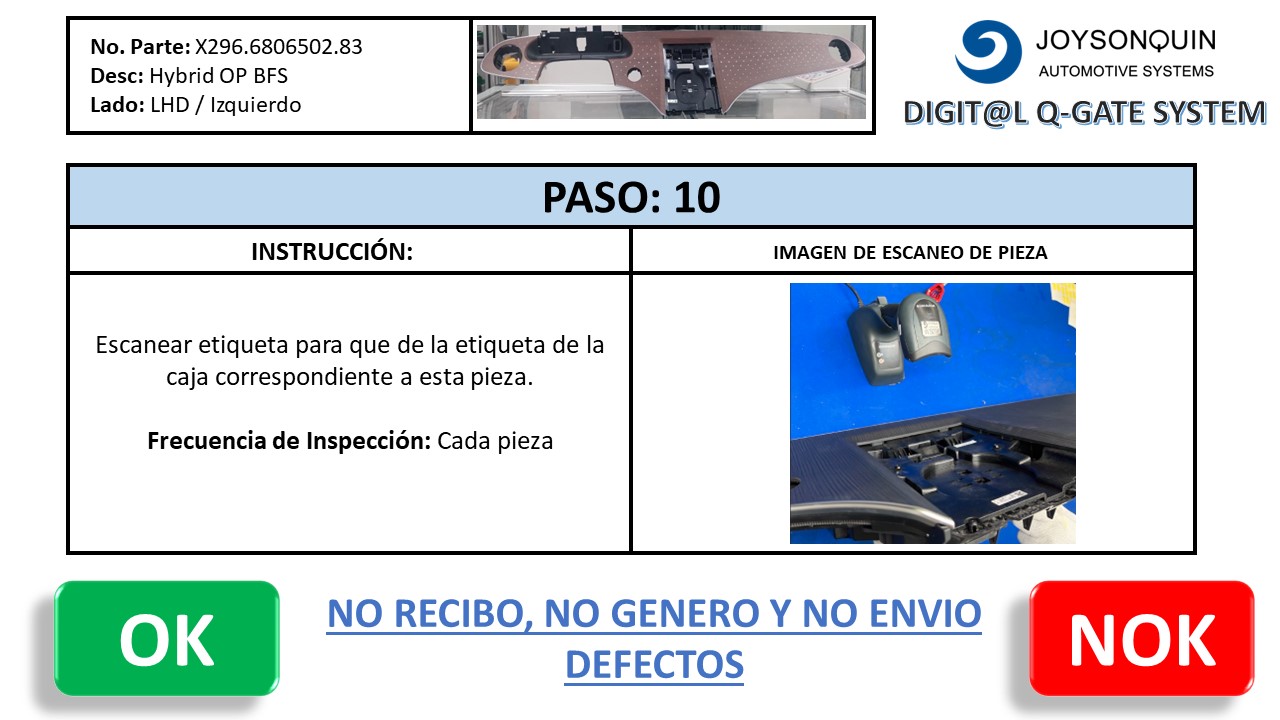 No. Parte: X296.6806502.83
Desc: Hybrid OP BFS
Lado: LHD / Izquierdo
JOYSONQUIN
AUTOMOTIVE SYSTEMS
DIGIT@L Q-GATE SYSTEM
PASO: 10
INSTRUCCIÓN:
IMAGEN DE ESCANEO DE PIEZA
Escanear etiqueta para que de la etiqueta de la
caja correspondiente a esta pieza.
Frecuencia de Inspección: Cada pieza
OK
NO RECIBO, NO GENERO Y NO ENVIO
DEFECTOS
NOK